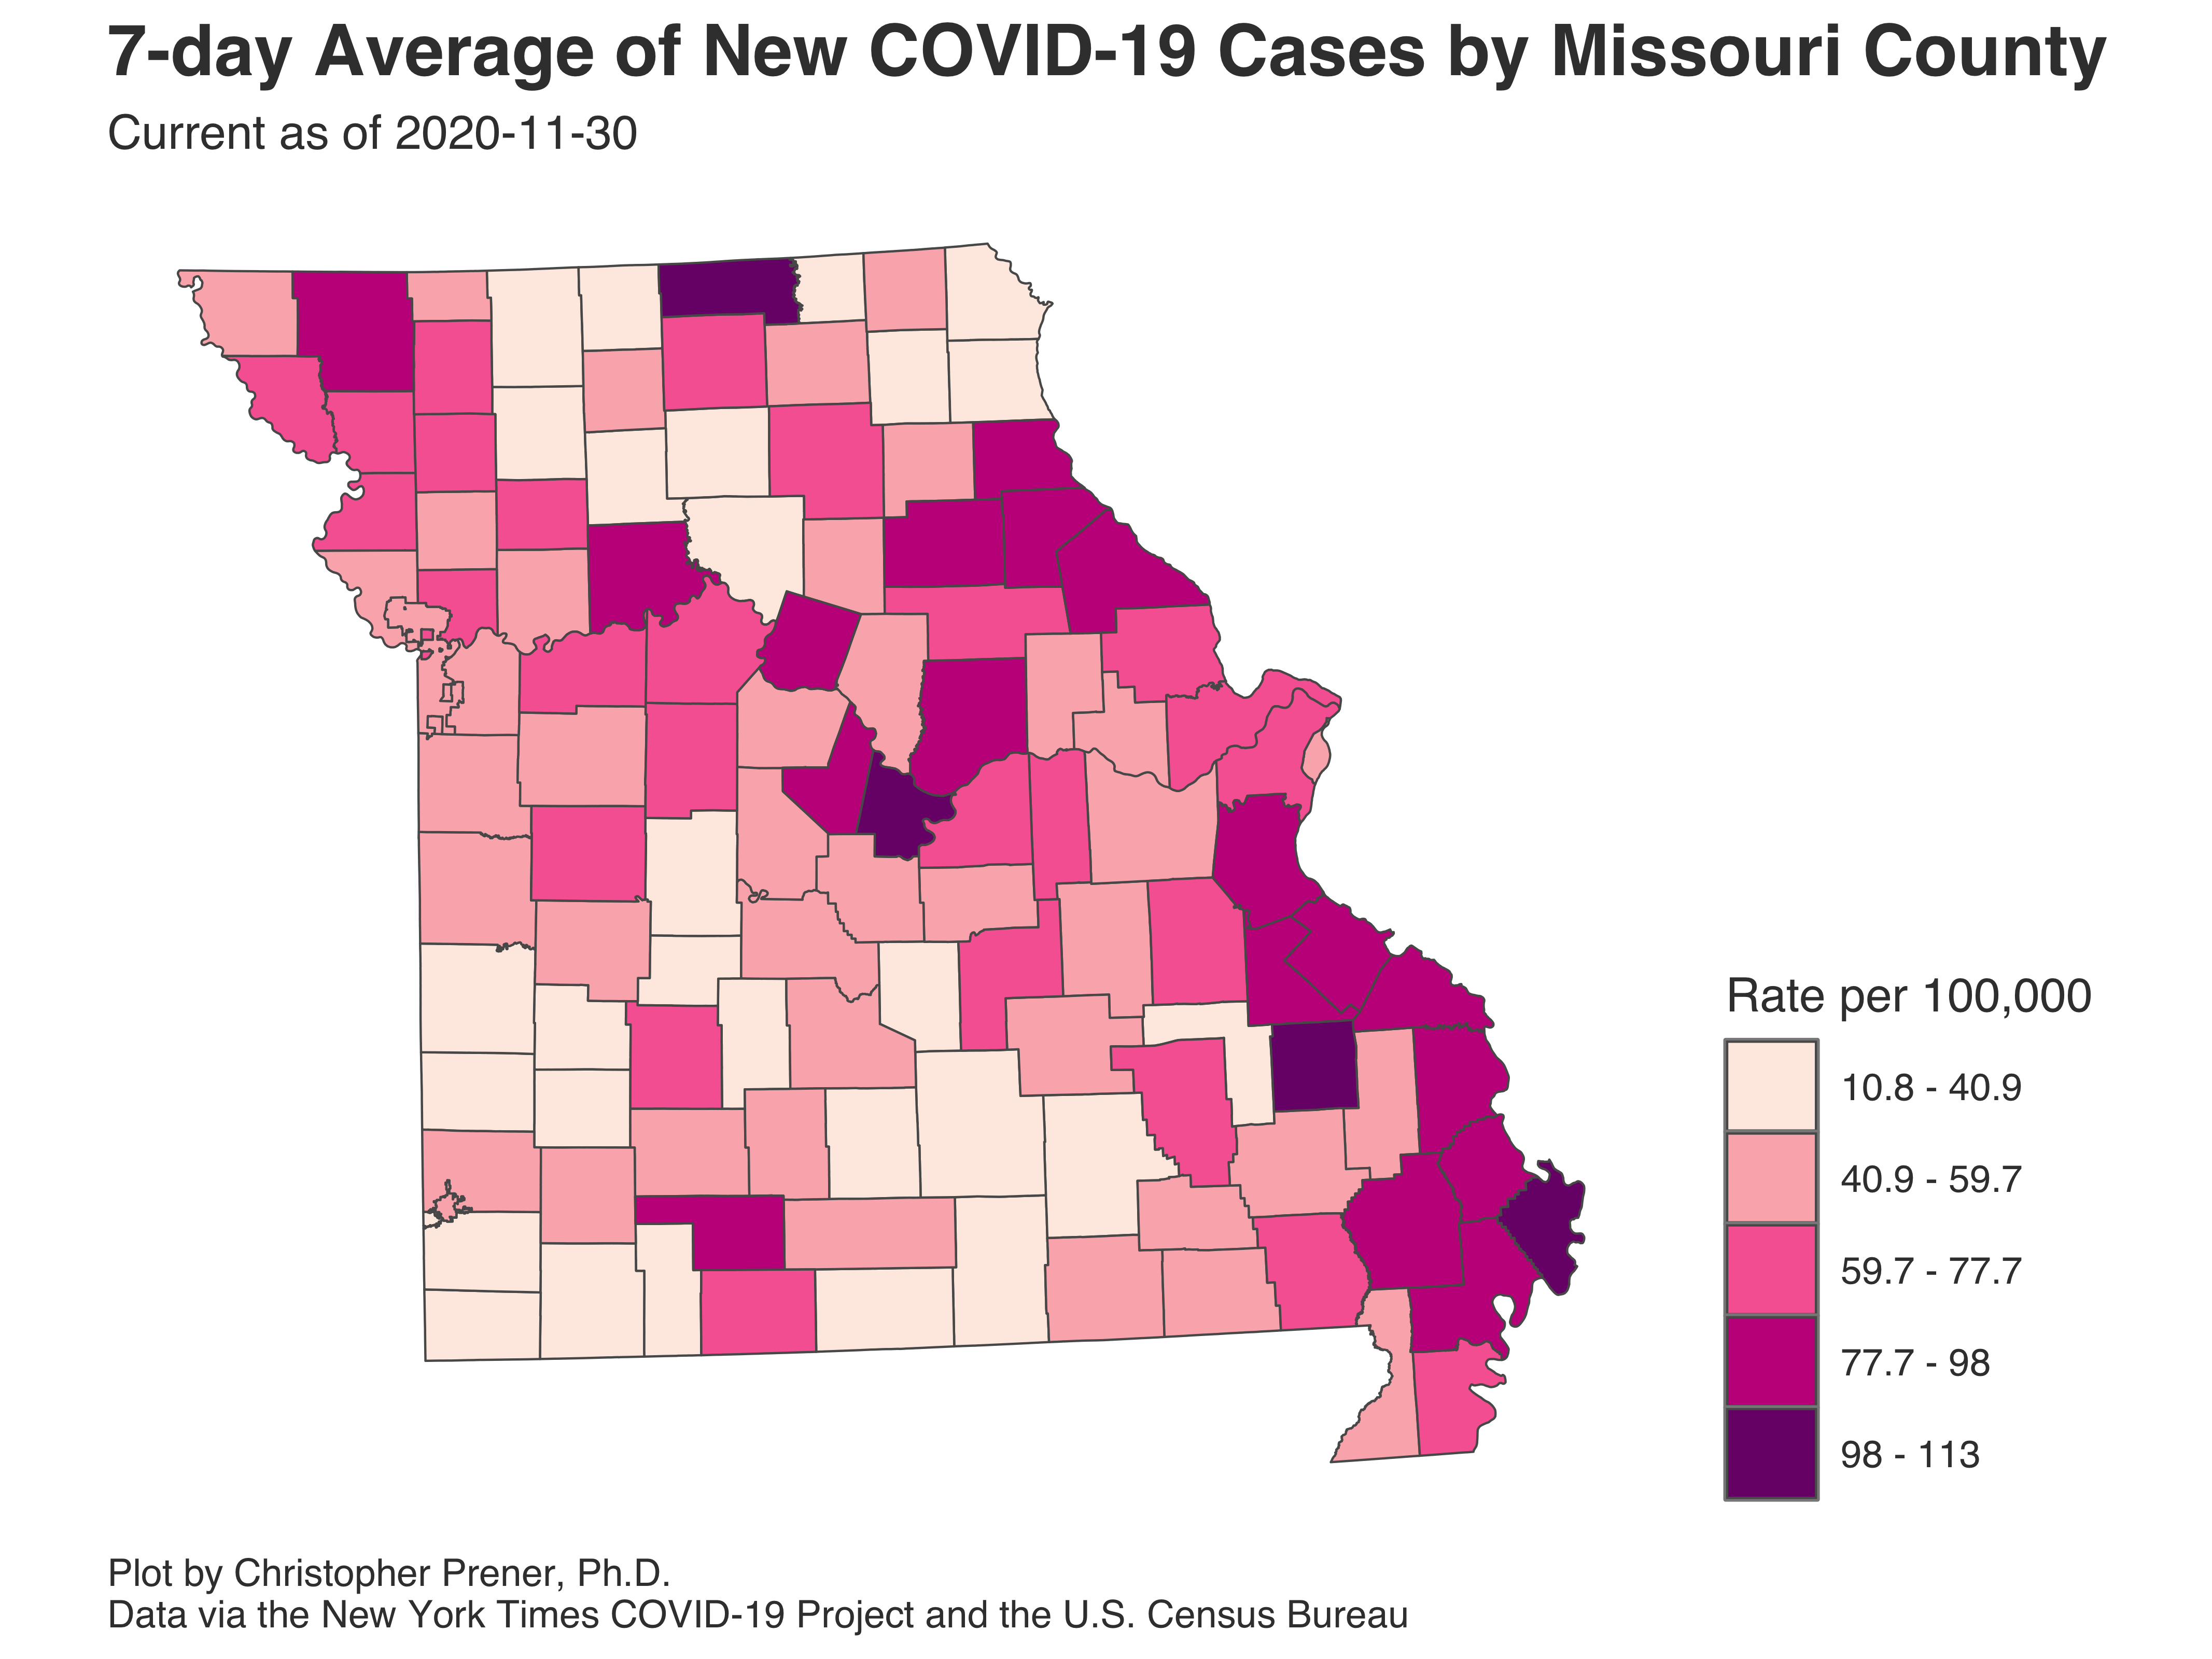 7-day Average of New COVID-19 Cases by Missouri County
Current as of 2020-11-30
Rate per 100,000
10.8 - 40.9
40.9 - 59.7
59.7 - 77.7
77.7 - 98
98 - 113
Plot by Christopher Prener, Ph.D.
Data via the New York Times COVID-19 Project and the U.S. Census Bureau